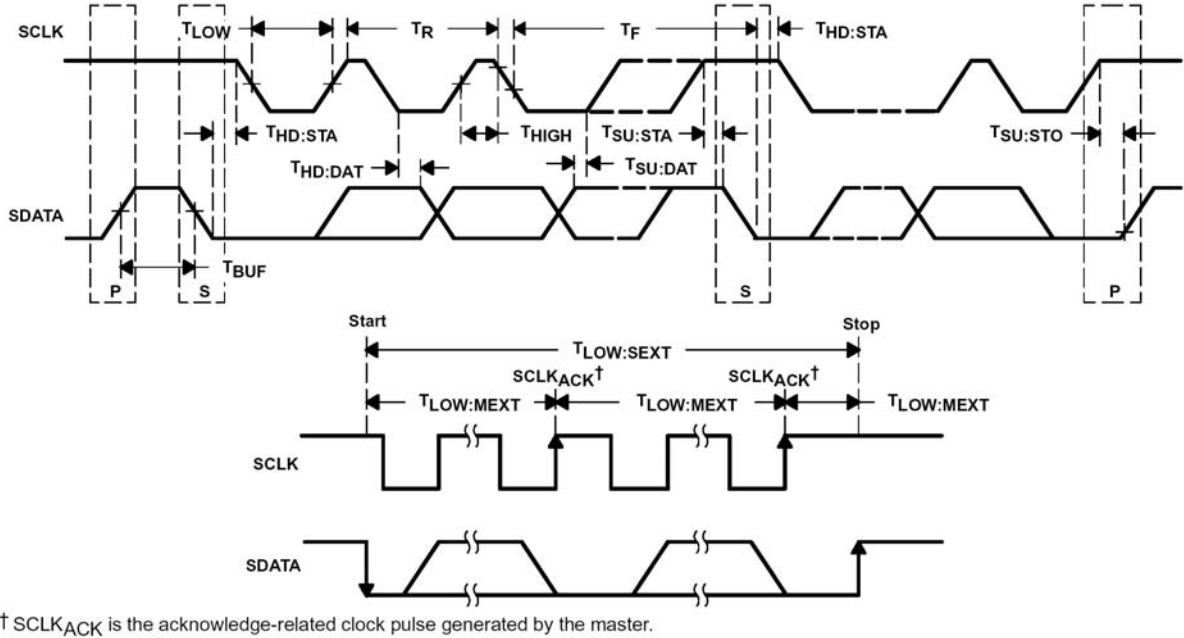 SCLK
TLOW
TR
TF
THD:STA
THD:STA
THIGH
TSU:STA
TSU:STO
THD:DAT
TSU:DAT
SDATA
TBUF
P
S
S
P
Start
Stop
TLOW:SEXT
SCLKACK†
SCLKACK†
TLOW:MEXT
TLOW:MEXT
TLOW:MEXT
SCLK
SDATA
† SCLKACK is the acknowledge-related clock pulse generated by the master.